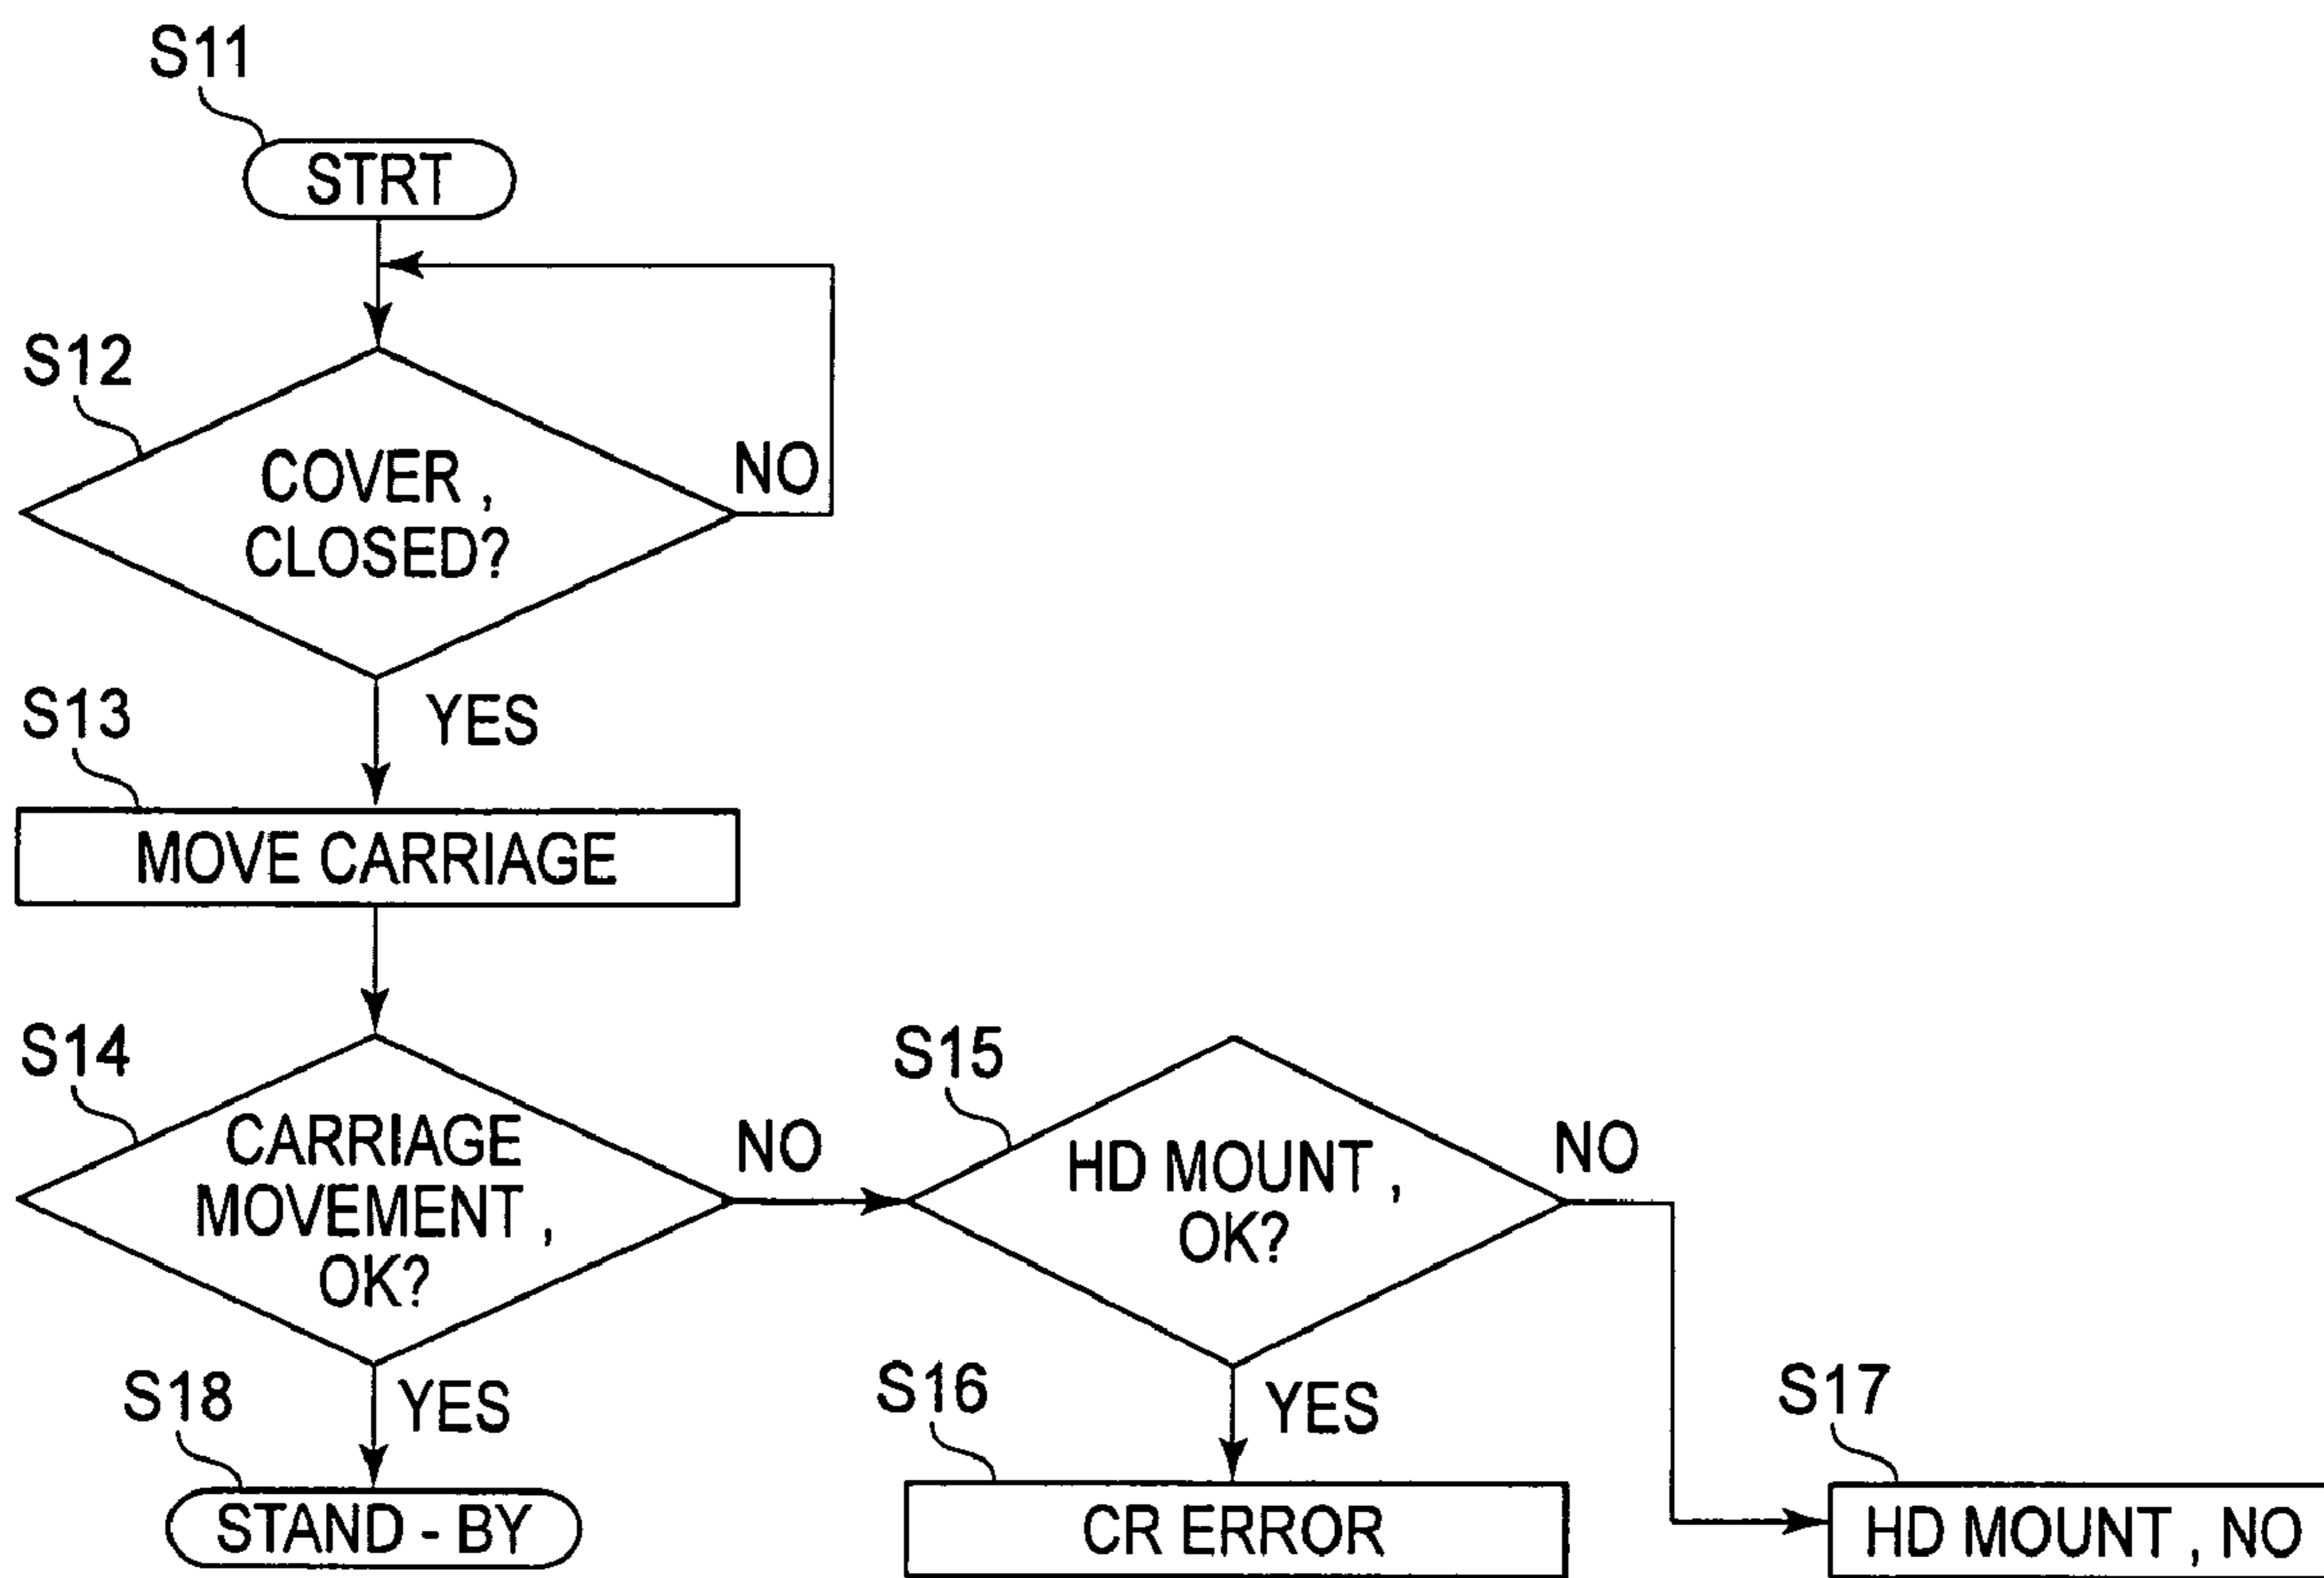 S11
STRT
S12
COVER ,
CLOSED?
NO
YES
S13
MOVE CARRIAGE
S14
CARRIAGE
MOVEMENT ,
OK?
NO
YES
S15
HD MOUNT ,
OK?
NO
YES
S18
STAND - BY
S16
CR ERROR
S17
HD MOUNT , NO